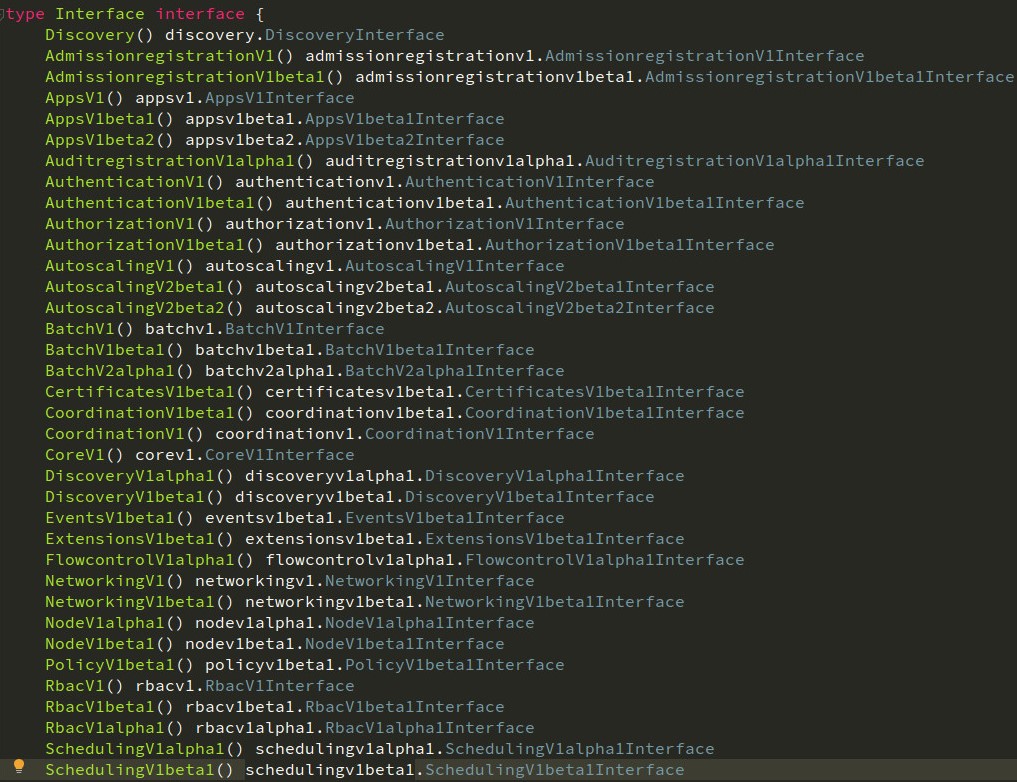 type Interface interface {
Discovery() discovery.DiscoveryInterface
AdmissionregistrationV1() admissionregistrationv1.AdmissionregistrationV1Interface
AdmissionregistrationV1beta1() admissionregistrationv1beta1.AdmissionregistrationV1beta1Interface
AppsV1() appsv1.AppsV1Interface
AppsV1beta1() appsv1beta1.AppsV1beta1Interface
AppsV1beta2() appsv1beta2.AppsV1beta2Interface
AuditregistrationV1alpha1() auditregistrationv1alpha1.AuditregistrationV1alpha1Interface
AuthenticationV1() authenticationv1.AuthenticationV1Interface
AuthenticationV1beta1() authenticationv1beta1.AuthenticationV1beta1Interface
AuthorizationV1() authorizationv1.AuthorizationV1Interface
AuthorizationV1beta1() authorizationv1beta1.AuthorizationV1beta1Interface
AutoscalingV1() autoscalingv1.AutoscalingV1Interface
AutoscalingV2beta1() autoscalingv2beta1.AutoscalingV2beta1Interface
AutoscalingV2beta2() autoscalingv2beta2.AutoscalingV2beta2Interface
BatchV1() batchv1.BatchV1Interface
BatchV1beta1() batchv1beta1.BatchV1beta1Interface
BatchV2alpha1() batchv2alpha1.BatchV2alpha1Interface
CertificatesV1beta1() certificatesv1beta1.CertificatesV1beta1Interface
CoordinationV1beta1() coordinationv1beta1.CoordinationV1beta1Interface
CoordinationV1() coordinationv1.CoordinationV1Interface
CoreV1() corev1.CoreV1Interface
DiscoveryV1alpha1() discoveryv1alpha1.DiscoveryV1alpha1Interface
DiscoveryV1beta1() discoveryv1beta1.DiscoveryV1beta1Interface
EventsV1beta1() eventsv1beta1.EventsV1beta1Interface
ExtensionsV1beta1() extensionsv1beta1.ExtensionsV1beta1Interface
FlowcontrolV1alpha1() flowcontrolv1alpha1.FlowcontrolV1alpha1Interface
NetworkingV1() networkingv1.NetworkingV1Interface
NetworkingV1beta1() networkingv1beta1.NetworkingV1beta1Interface
NodeV1alpha1() nodev1alpha1.NodeV1alpha1Interface
NodeV1beta1() nodev1beta1.NodeV1beta1Interface
PolicyV1beta1() policyv1beta1.PolicyV1beta1Interface
RbacV1() rbacv1.RbacV1Interface
RbacV1beta1() rbacv1beta1.RbacV1beta1Interface
RbacV1alpha1() rbacv1alpha1.RbacV1alpha1Interface
SchedulingV1alpha1() schedulingv1alpha1.SchedulingV1alpha1Interface
SchedulingV1beta1() schedulingv1beta1.SchedulingV1beta1Interface